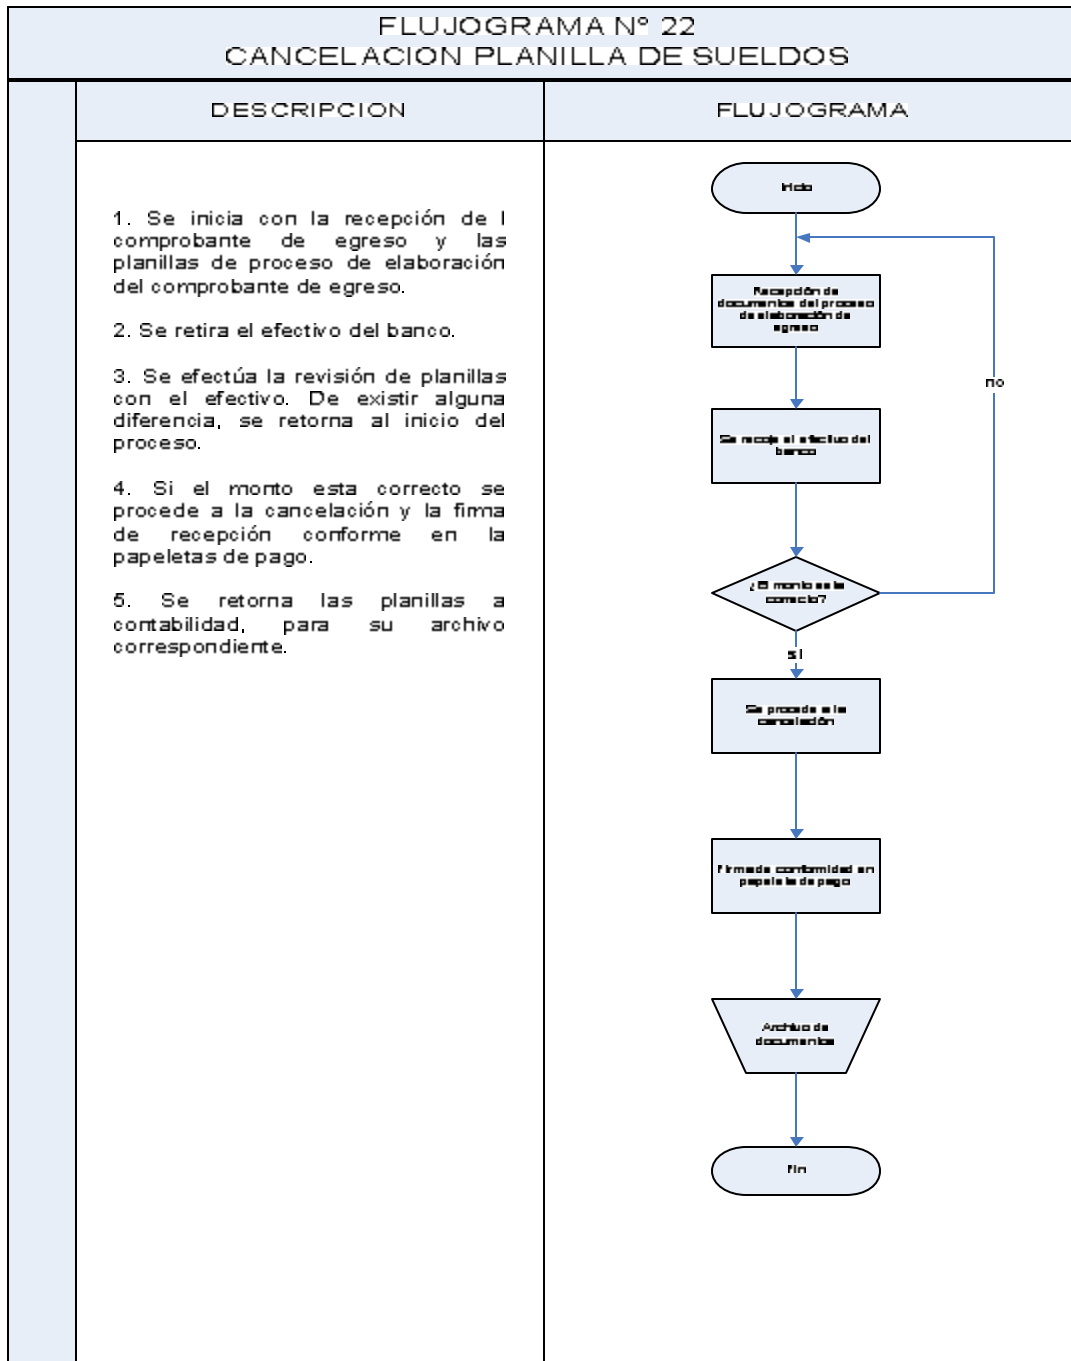 FLUJOGRAMA Nº 22
CANCELACION PLANILLA DE SUELDOS
DESCRIPCION
FLUJOGRAMA
1. Se inicia con la recepción de l
comprobante de egreso y las
planillas de proceso de elaboración
del comprobante de egreso.
2. Se retira el efectivo del banco.
3. Se efectúa la revisión de planillas
con el efectivo. De existir alguna
diferencia, se retorna al inicio del
proceso.
4. Si el monto esta correcto se
procede a la cancelación y la firma
de recepción conforme en la
papeletas de pago.
5. Se retorna las planillas a
contabilidad, para su archivo
correspondiente.
Inicio
Recepción de
documentos del proceso
de elaboración de
egreso
no
Se recoje el efectivo del
banco
¿El monto esta
correcto?
si
Se procede a la
cancelación
Firma de conformidad en
papeleta de pago
Archivo de
documentos
Fin